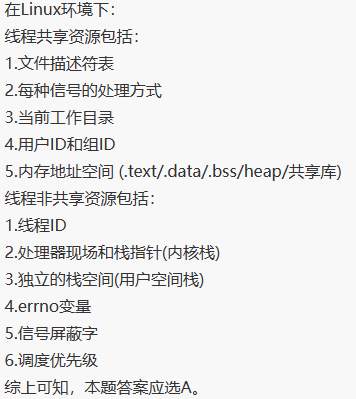 在Linux环境下：
线程共享资源包括：
1.文件描述符表
2.每种信号的处理方式
3.当前工作目录
4.用户ID和组ID
5.内存地址空间 (.text/.data/.bss/heap/共享库)
线程非共享资源包括：
1.线程ID
2.处理器现场和栈指针(内核栈)
3.独立的栈空间(用户空间栈)
4.errno变量
5.信号屏蔽字
6.调度优先级
综上可知，本题答案应选A。